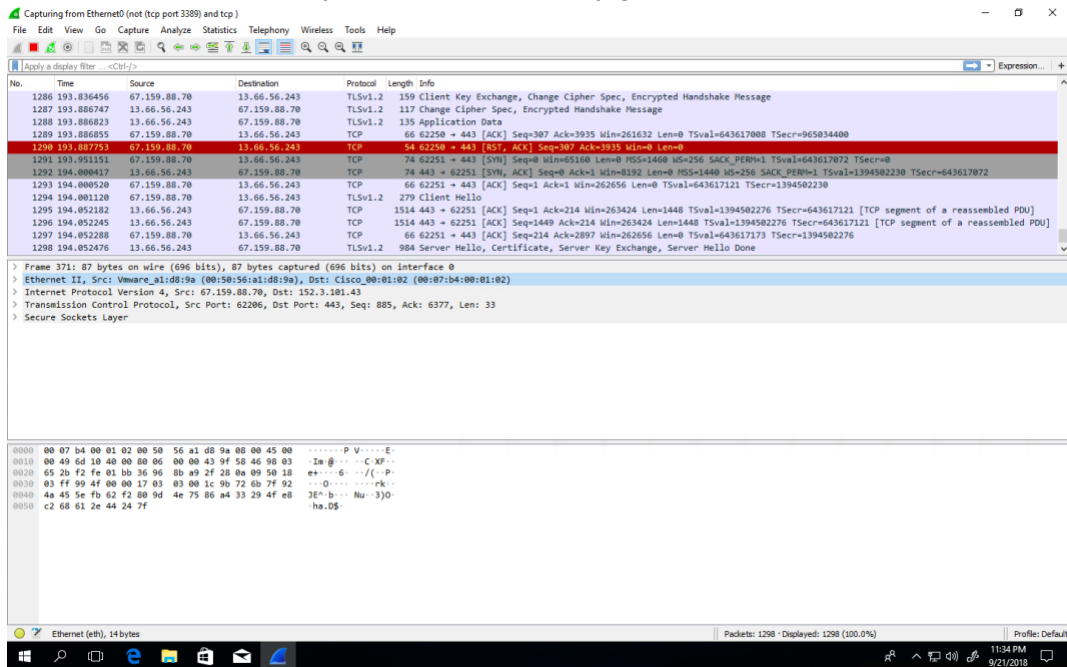 Capturing from Ethernet0 (not (tcp port 3389) and tcp )
File Edit View Go Capture Analyze Statistics Telephony Wireless Tools Help
Apply a display filter ... <Ctrl-/> Expression... +
No. Time Source Destination Protocol Length Info
1286 193.836456 67.159.88.70 13.66.56.243 TLSv1.2 159 Client Key Exchange, Change Cipher Spec, Encrypted Handshake Message
1287 193.886747 13.66.56.243 67.159.88.70 TLSv1.2 117 Change Cipher Spec, Encrypted Handshake Message
1288 193.886823 13.66.56.243 67.159.88.70 TLSv1.2 135 Application Data
1289 193.886855 67.159.88.70 13.66.56.243 TCP 66 62250 → 443 [ACK] Seq=307 Ack=3935 Win=261632 Len=0 TSval=643617008 TSecr=965034400
1290 193.887753 67.159.88.70 13.66.56.243 TCP 54 62250 → 443 [RST, ACK] Seq=307 Ack=3935 Win=0 Len=0
1291 193.951151 67.159.88.70 13.66.56.243 TCP 74 62251 → 443 [SYN] Seq=0 Win=65160 Len=0 MSS=1460 WS=256 SACK_PERM=1 TSval=643617072 TSecr=0
1292 194.000417 13.66.56.243 67.159.88.70 TCP 74 443 → 62251 [SYN, ACK] Seq=0 Ack=1 Win=8192 Len=0 MSS=1440 WS=256 SACK_PERM=1 TSval=1394502230 TSecr=643617072
1293 194.000520 67.159.88.70 13.66.56.243 TCP 66 62251 → 443 [ACK] Seq=1 Ack=1 Win=262656 Len=0 TSval=643617121 TSecr=1394502230
1294 194.001120 67.159.88.70 13.66.56.243 TLSv1.2 279 Client Hello
1295 194.052182 13.66.56.243 67.159.88.70 TCP 1514 443 → 62251 [ACK] Seq=1 Ack=214 Win=263424 Len=1448 TSval=1394502276 TSecr=643617121 [TCP segment of a reassembled PDU]
1296 194.052245 13.66.56.243 67.159.88.70 TCP 1514 443 → 62251 [ACK] Seq=1449 Ack=214 Win=263424 Len=1448 TSval=1394502276 TSecr=643617121 [TCP segment of a reassembled PDU]
1297 194.052288 67.159.88.70 13.66.56.243 TCP 66 62251 → 443 [ACK] Seq=214 Ack=2897 Win=262656 Len=0 TSval=643617173 TSecr=1394502276
1298 194.052476 13.66.56.243 67.159.88.70 TLSv1.2 984 Server Hello, Certificate, Server Key Exchange, Server Hello Done
> Frame 371: 87 bytes on wire (696 bits), 87 bytes captured (696 bits) on interface 0
> Ethernet II, Src: Vmware_a1:d8:9a (00:50:56:a1:d8:9a), Dst: Cisco_00:01:02 (00:07:b4:00:01:02)
> Internet Protocol Version 4, Src: 67.159.88.70, Dst: 152.3.101.43
> Transmission Control Protocol, Src Port: 62206, Dst Port: 443, Seq: 885, Ack: 6377, Len: 33
> Secure Sockets Layer
0000 00 07 b4 00 01 02 00 50 56 a1 d8 9a 08 00 45 00 ·······P V·····E·
0010 00 49 6d 10 40 00 80 06 00 00 43 9f 58 46 98 03 ·Im·@··· ··C·XF··
0020 65 2b f2 fe 01 bb 36 96 8b a9 2f 28 0a 09 50 18 e+····6· ··/(··P·
0030 03 ff 99 4f 00 00 17 03 03 00 1c 9b 72 6b 7f 92 ···O···· ····rk··
0040 4a 45 5e fb 62 f2 80 9d 4e 75 86 a4 33 29 4f e8 JE^·b··· Nu··3)O·
0050 c2 68 61 2e 44 24 7f ·ha.D$·
Ethernet (eth), 14 bytes Packets: 1298 · Displayed: 1298 (100.0%) Profile: Default
11:34 PM
9/21/2018